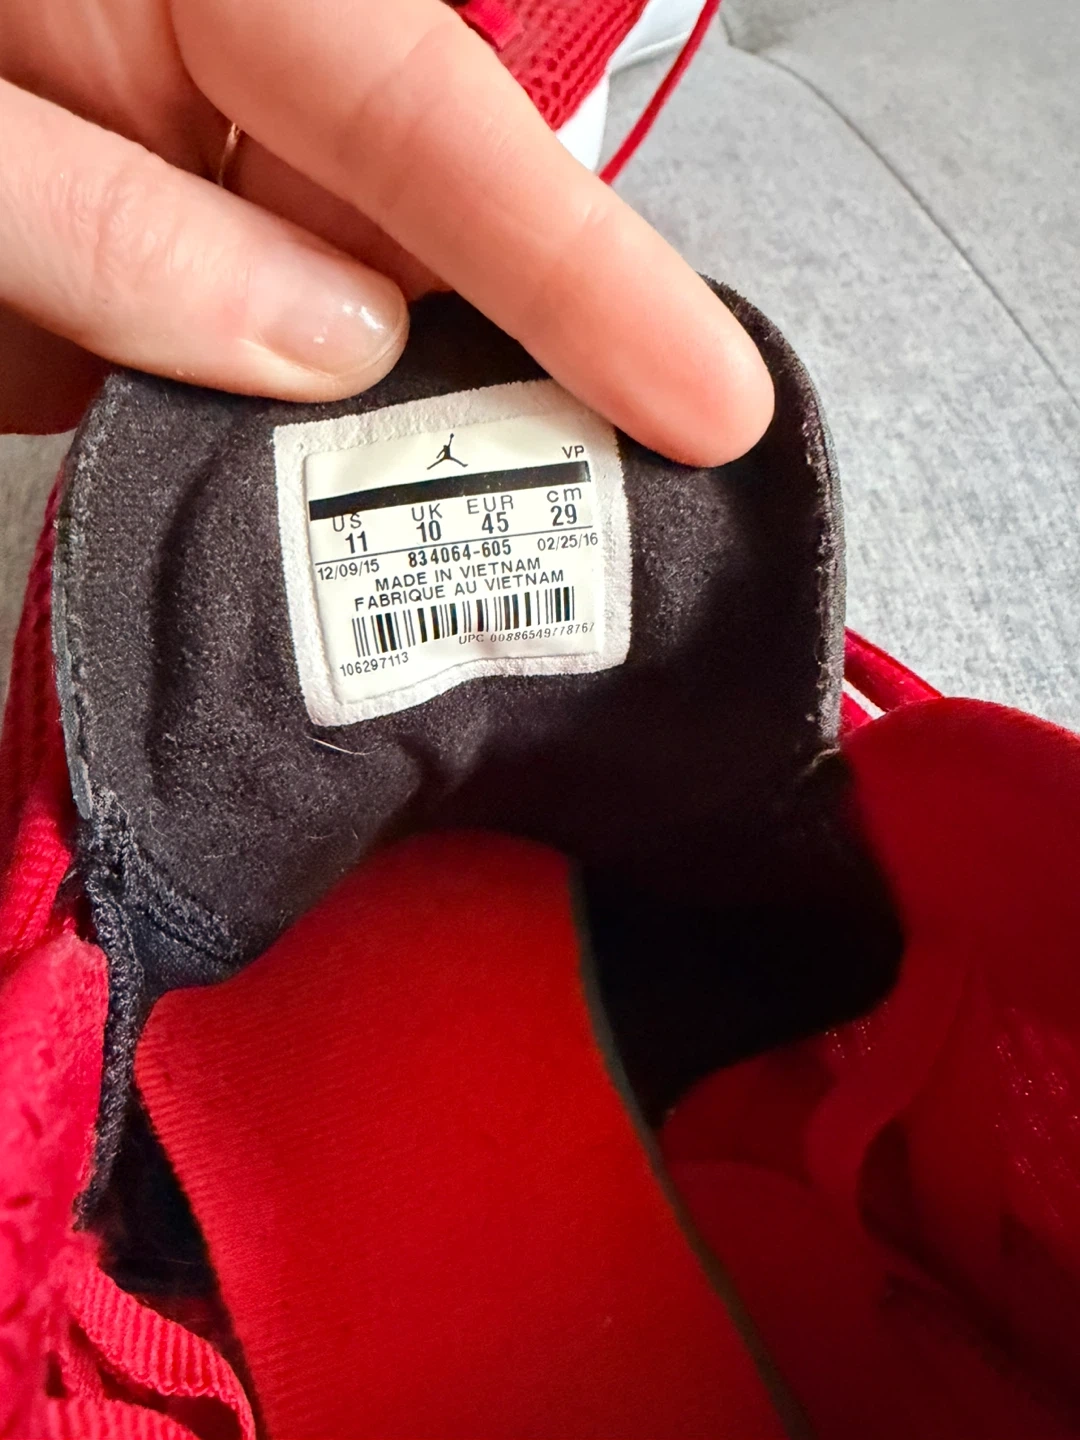 VP
US UK EUR cm
11 10 45 29
12/09/15 834064-605 02/25/16
MADE IN VIETNAM
FABRIQUE AU VIETNAM
UPC
106297113